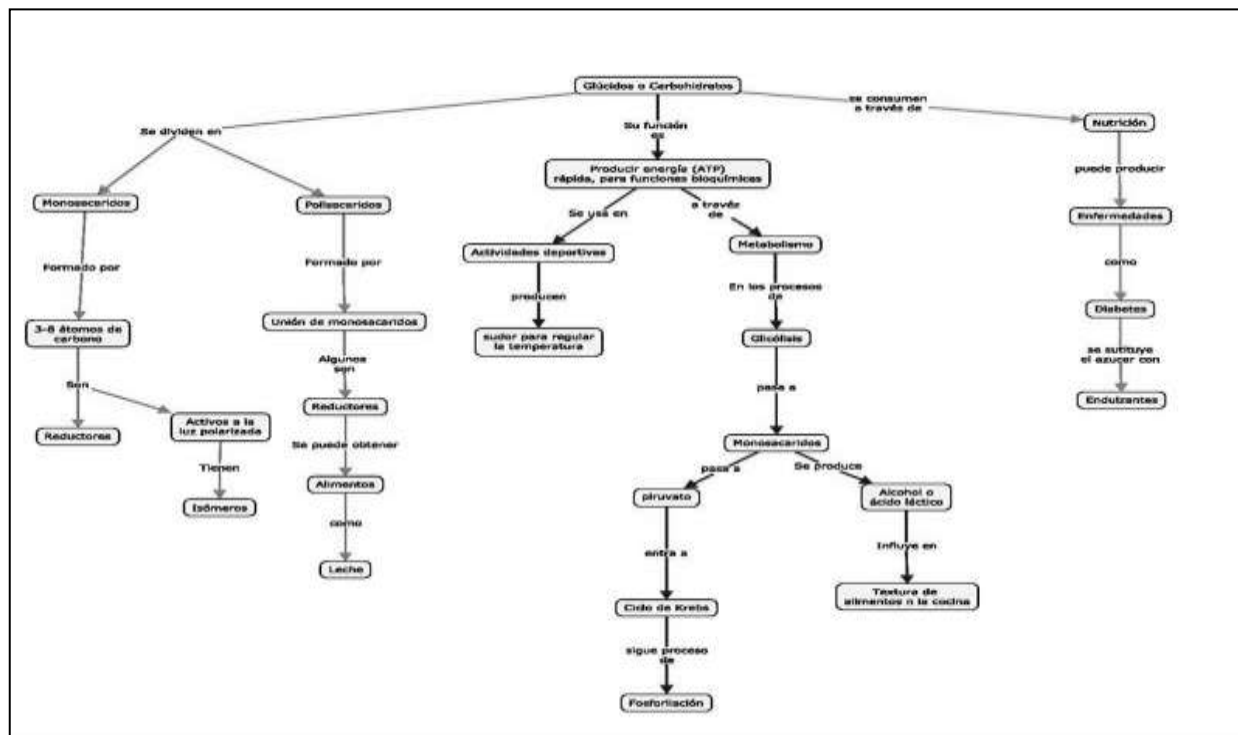 Glúcidos o Carbohidratos
se consumen
a través de
Se dividen en
Su función
es
Nutrición
Producir energía (ATP)
rápida, para funciones bioquímicas
puede producir
Monosacaridos
Polisacaridos
Se usa en
a través
de
Enfermedades
Actividades deportivas
Metabolismo
Formado por
Formado por
como
producen
En los procesos
de
Diabetes
3-8 átomos de
carbono
Unión de monosacaridos
sudor para regular
la temperatura
Glicólisis
se sutituye
el azucar con
Algunos
son
Son
pasa a
Endulzantes
Reductores
Activos a la
luz polarizada
Reductores
Monosacaridos
Se puede obtener
pasa a
Se produce
Tienen
Alimentos
piruvato
Alcohol o
ácido láctico
Isómeros
como
entra a
Influye en
Leche
Textura de
alimentos n la cocina
Ciclo de Krebs
sigue proceso
de
Fosforilación